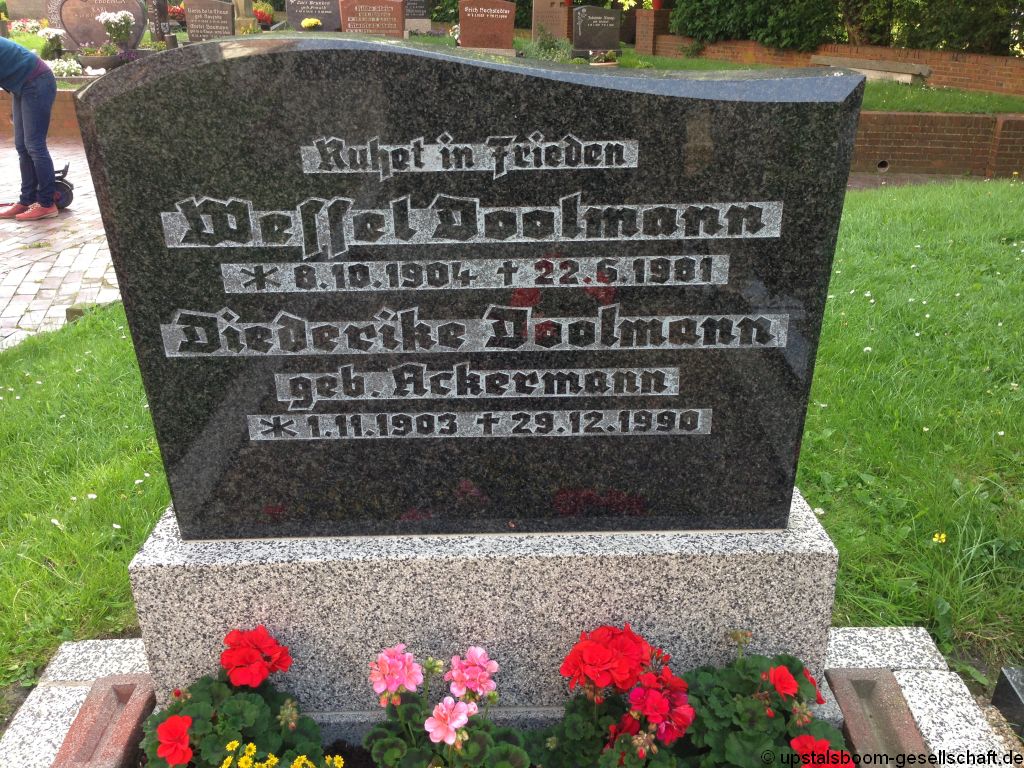 Ruhet in Frieden
Wessel Doolmann
* 8.10.1904 † 22.6.1981
Diederike Doolmann
geb. Ackermann
* 1.11.1903 † 29.12.1990
© upstalsboom-gesellschaft.de